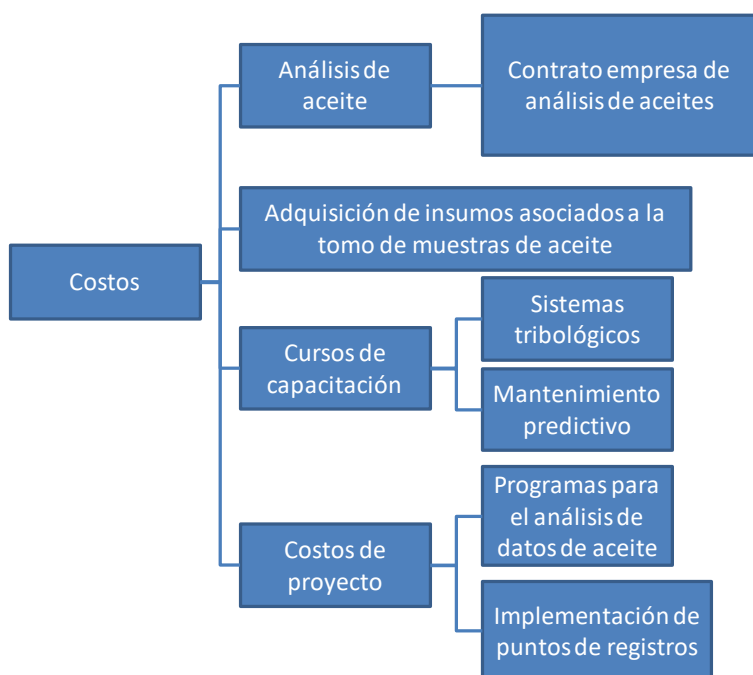 Costos
Análisis de
aceite
Contrato empresa de
análisis de aceites
Adquisición de insumos asociados a la
tomo de muestras de aceite
Cursos de
capacitación
Sistemas
tribológicos
Mantenimiento
predictivo
Costos de
proyecto
Programas para
el análisis de
datos de aceite
Implementación de
puntos de registros